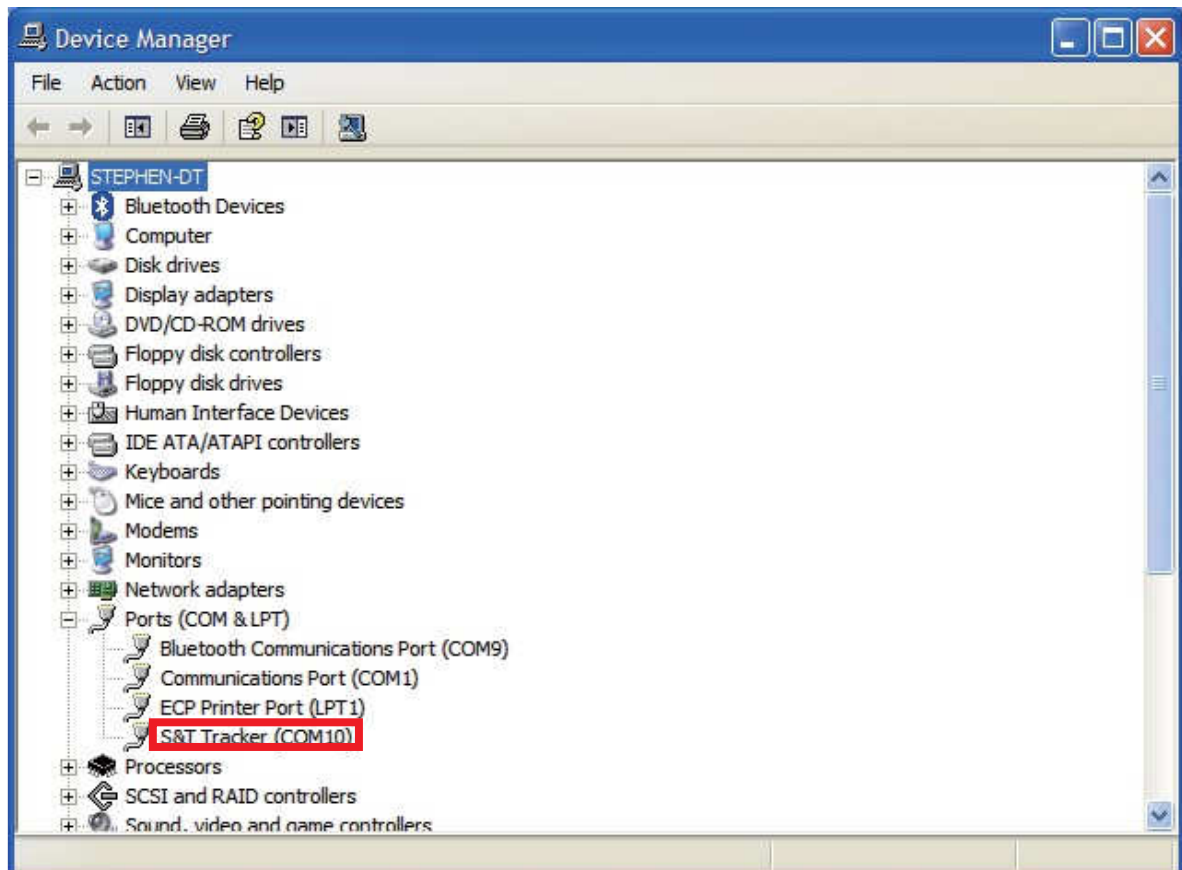 Device Manager
File Action View Help
STEPHEN-DT
Bluetooth Devices
Computer
Disk drives
Display adapters
DVD/CD-ROM drives
Floppy disk controllers
Floppy disk drives
Human Interface Devices
IDE ATA/ATAPI controllers
Keyboards
Mice and other pointing devices
Modems
Monitors
Network adapters
Ports (COM & LPT)
Bluetooth Communications Port (COM9)
Communications Port (COM1)
ECP Printer Port (LPT1)
S&T Tracker (COM10)
Processors
SCSI and RAID controllers
Sound, video and game controllers